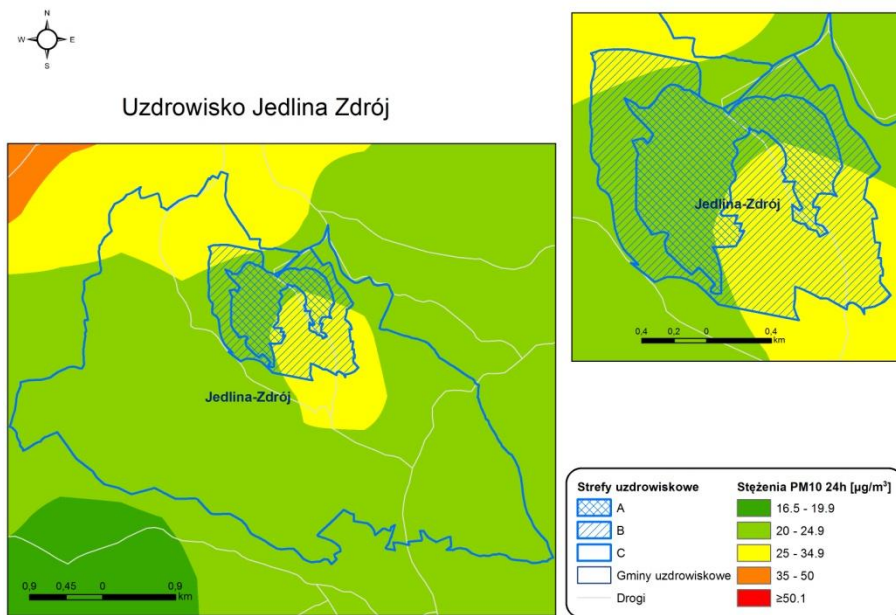 N
W E
S
Uzdrowisko Jedlina Zdrój
Jedlina-Zdrój
0,9 0,45 0 0,9
km
Jedlina-Zdrój
0,4 0,2 0 0,4
km
Strefy uzdrowiskowe
A
B
C
Gminy uzdrowiskowe
Drogi
Stężenia PM10 24h [µg/m³]
16.5 - 19.9
20 - 24.9
25 - 34.9
35 - 50
≥50.1